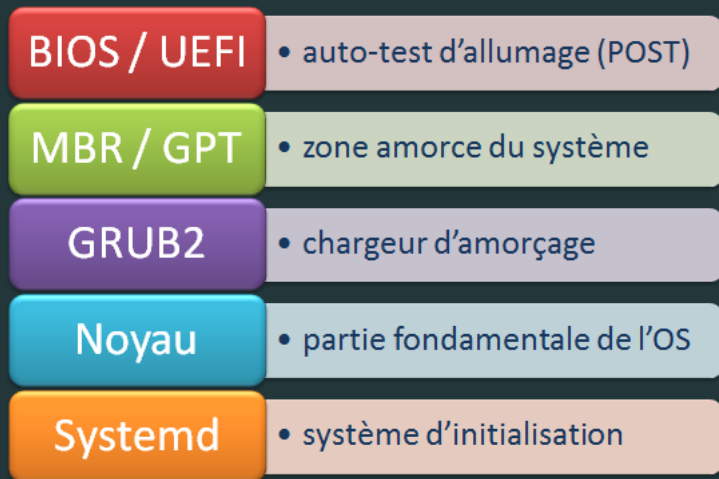 BIOS / UEFI • auto-test d'allumage (POST)
MBR / GPT • zone amorce du système
GRUB2 • chargeur d'amorçage
Noyau • partie fondamentale de l'OS
Systemd • système d'initialisation